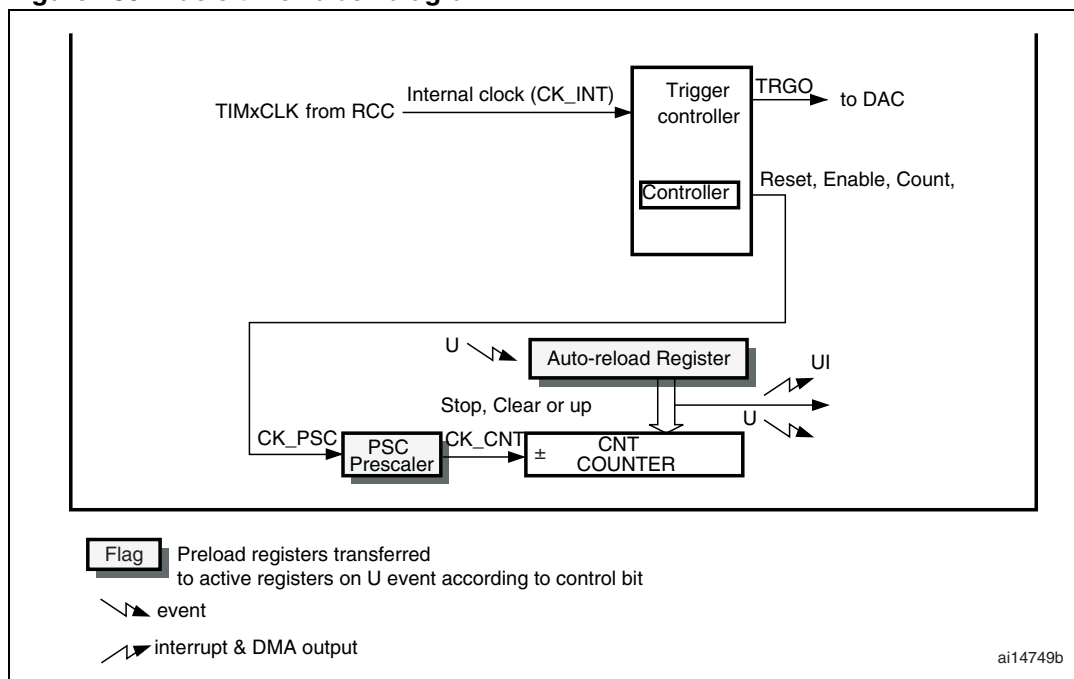 TIMxCLK from RCC
Internal clock (CK_INT)
Trigger
controller
TRGO
to DAC
Controller
Reset, Enable, Count,
U
Auto-reload Register
UI
Stop, Clear or up
U
CK_PSC
PSC
Prescaler
CK_CNT
±
CNT
COUNTER
Flag
Preload registers transferred
to active registers on U event according to control bit
event
interrupt & DMA output
ai14749b